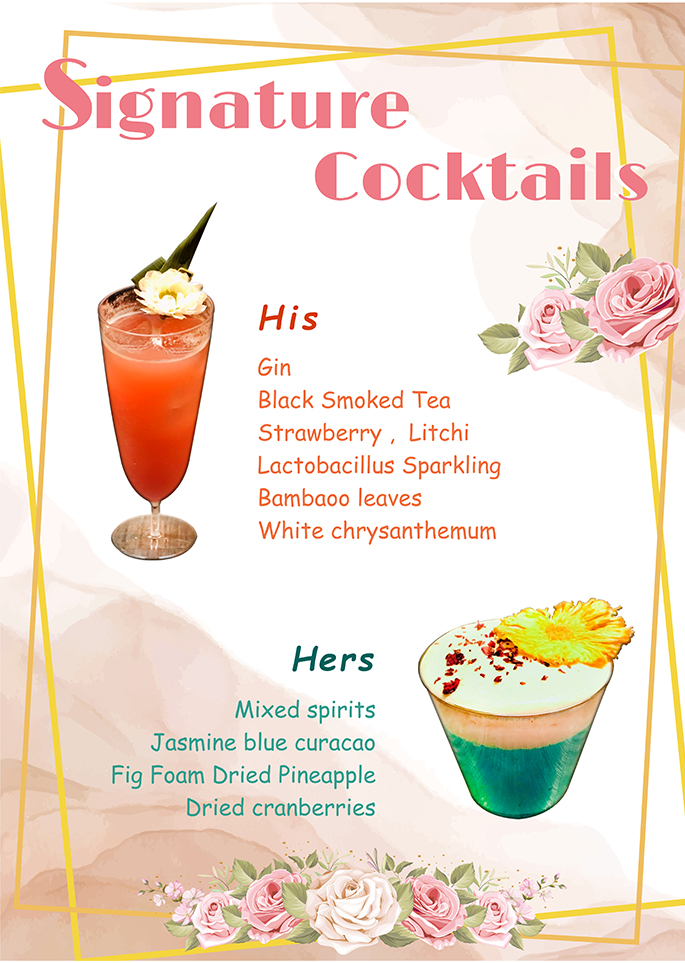 Signature
Cocktails
His
Gin
Black Smoked Tea
Strawberry , Litchi
Lactobacillus Sparkling
Bambaoo leaves
White chrysanthemum
Hers
Mixed spirits
Jasmine blue curacao
Fig Foam Dried Pineapple
Dried cranberries